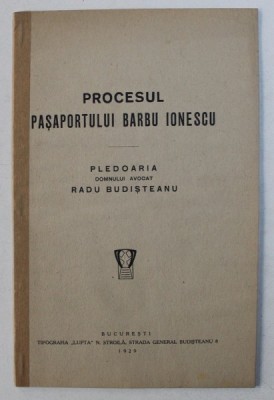 PROCESUL
PAŞAPORTULUI BARBU IONESCU
PLEDOARIA
DOMNULUI AVOCAT
RADU BUDIŞTEANU
BUCUREŞTI
TIPOGRAFIA „LUPTA” N. STROILĂ, STRADA GENERAL BUDIŞTEANU 8
1929